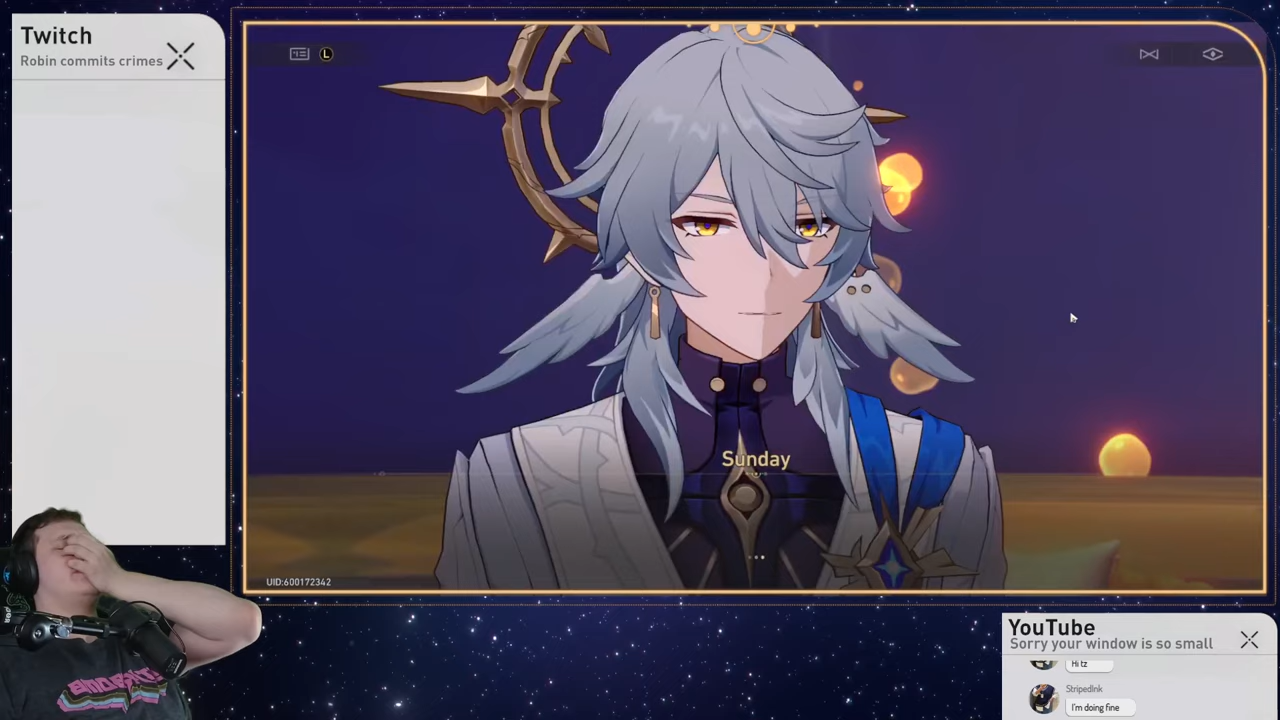 Twitch
Robin commits crimes
L
Sunday
...
UID:600172342
YouTube
Sorry your window is so small
Hi tz
StripedInk
I'm doing fine